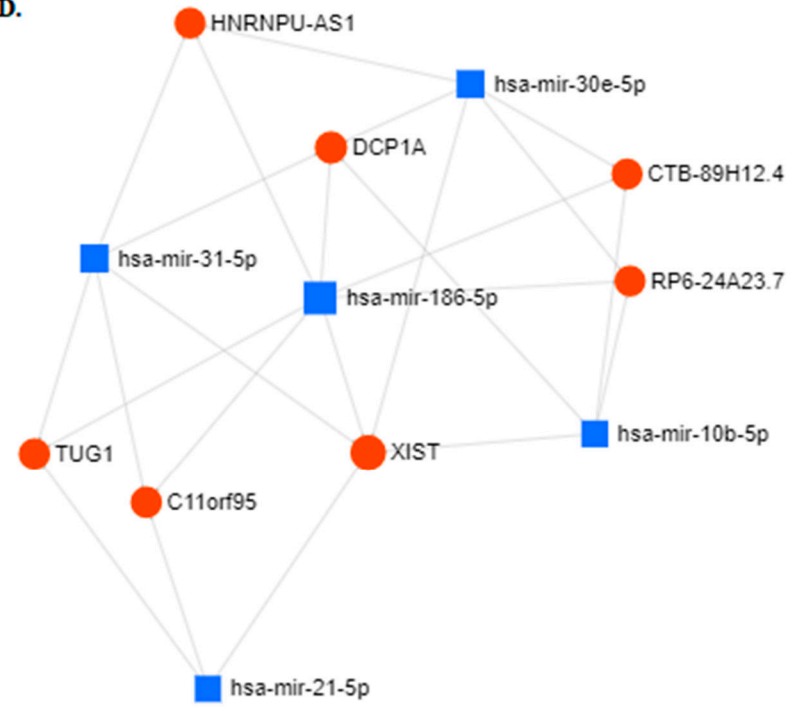 D.
HNRNPU-AS1
hsa-mir-30e-5p
DCP1A
CTB-89H12.4
hsa-mir-31-5p
RP6-24A23.7
hsa-mir-186-5p
hsa-mir-10b-5p
TUG1
XIST
C11orf95
hsa-mir-21-5p